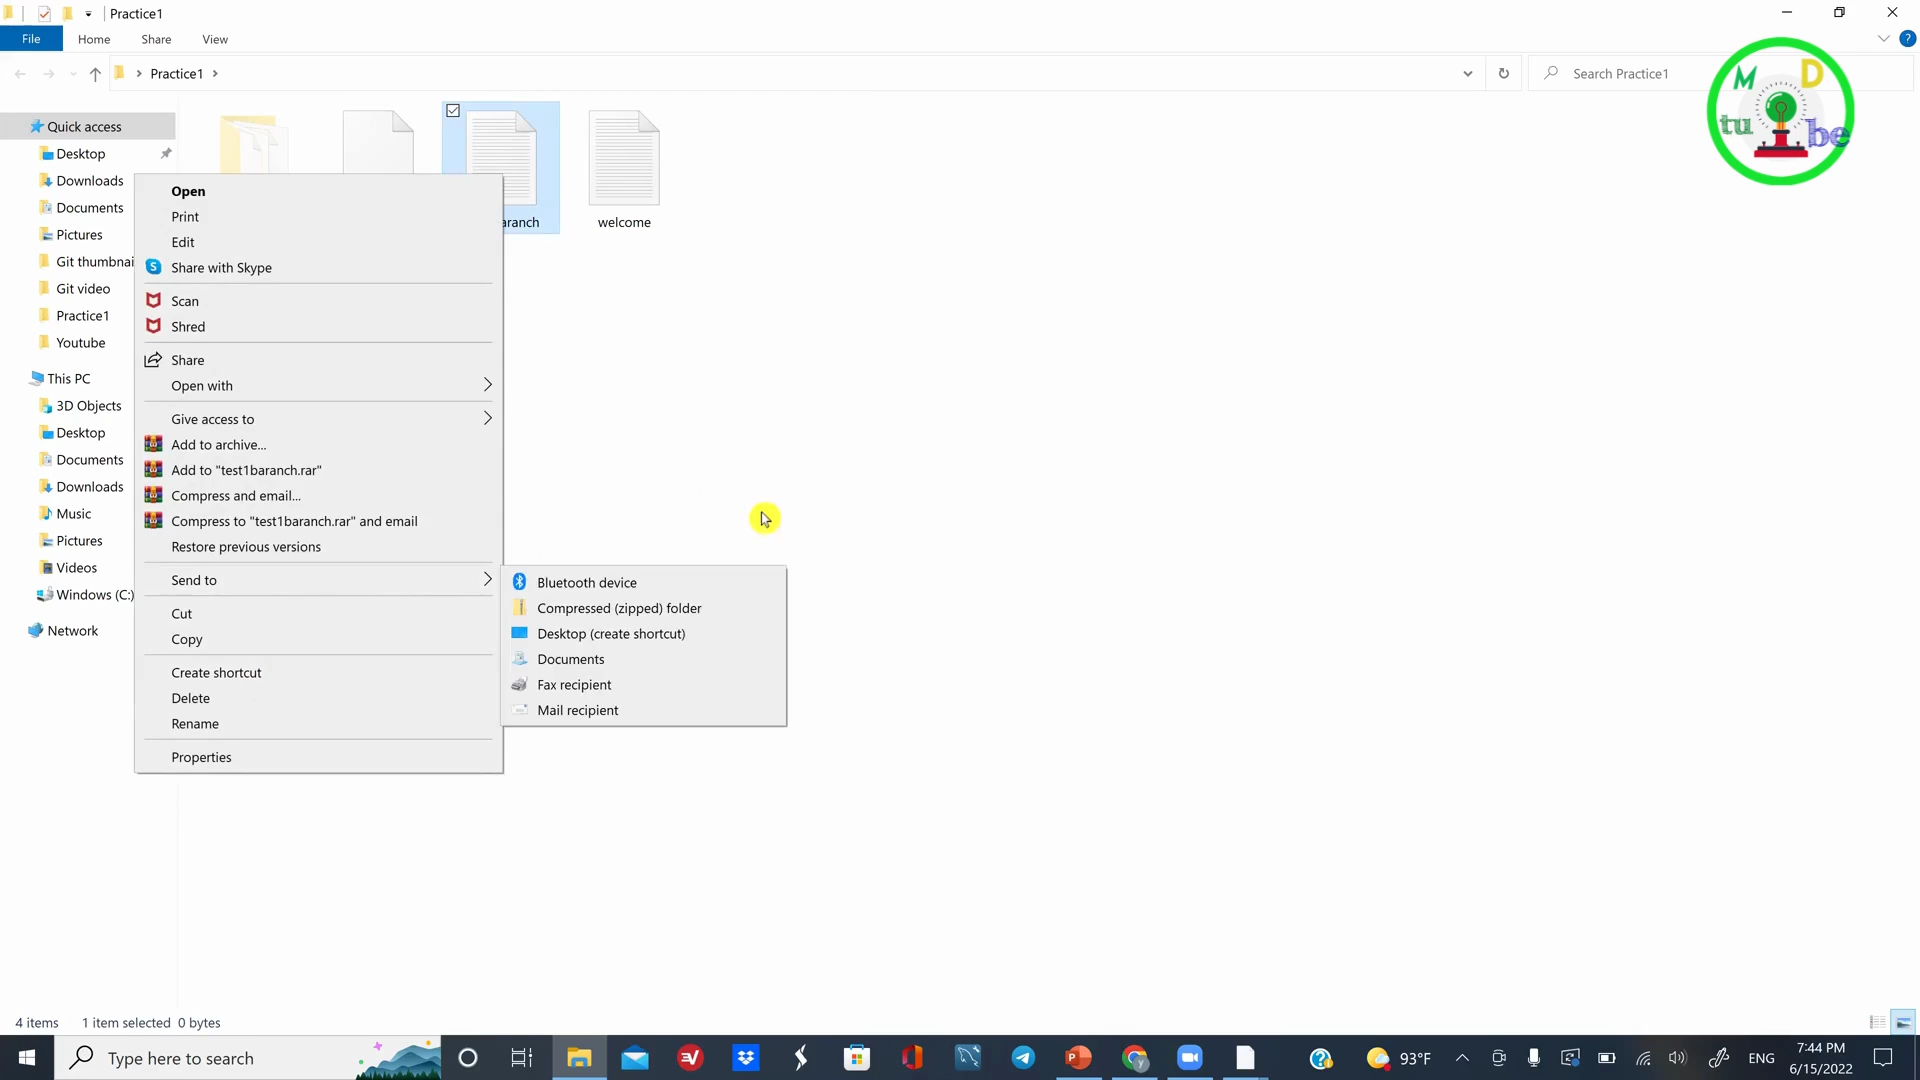 Practice1
File
Home
Share
View
Practice1
Search Practice1
M D
tu be
Quick access
Desktop
Downloads
Documents
Pictures
Git thumbnai
Git video
Practice1
Youtube
This PC
3D Objects
Desktop
Documents
Downloads
Music
Pictures
Videos
Windows (C:)
Network
aranch
welcome
Open
Print
Edit
Share with Skype
Scan
Shred
Share
Open with
Give access to
Add to archive...
Add to "test1baranch.rar"
Compress and email...
Compress to "test1baranch.rar" and email
Restore previous versions
Send to
Cut
Copy
Create shortcut
Delete
Rename
Properties
Bluetooth device
Compressed (zipped) folder
Desktop (create shortcut)
Documents
Fax recipient
Mail recipient
4 items 1 item selected 0 bytes
Type here to search
93°F
ENG
7:44 PM
6/15/2022